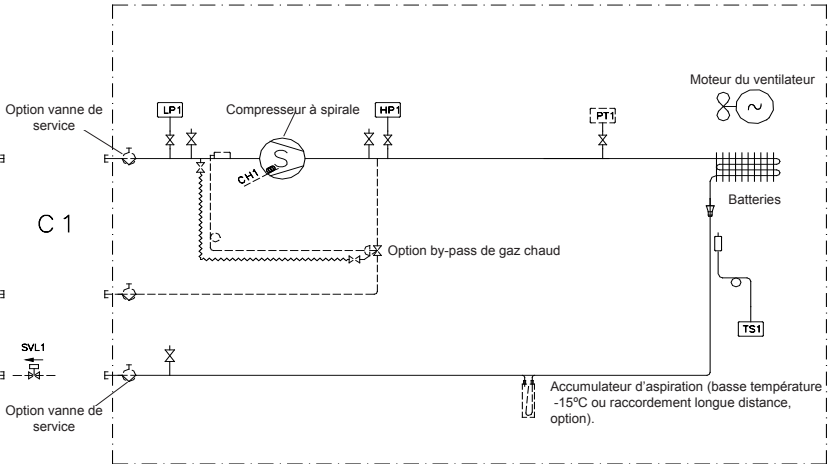 Moteur du ventilateur
Option vanne de
service
LP1
Compresseur à spirale
HP1
PT1
CH1
Batteries
C 1
Option by-pass de gaz chaud
TS1
SVL1
Accumulateur d'aspiration (basse température
-15ºC ou raccordement longue distance,
option).
Option vanne de
service